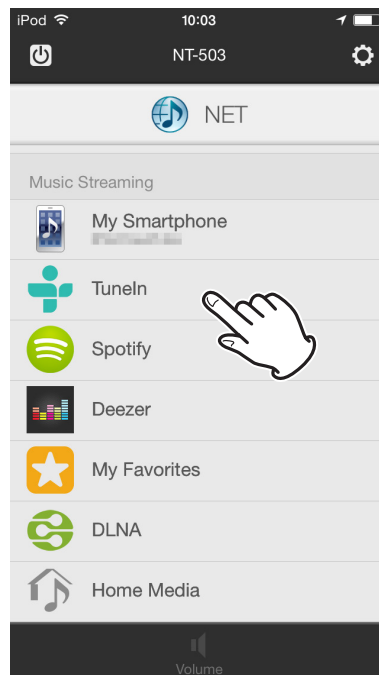 iPod 10:03
NT-503
NET
Music Streaming
My Smartphone
TuneIn
Spotify
Deezer
My Favorites
DLNA
Home Media
Volume